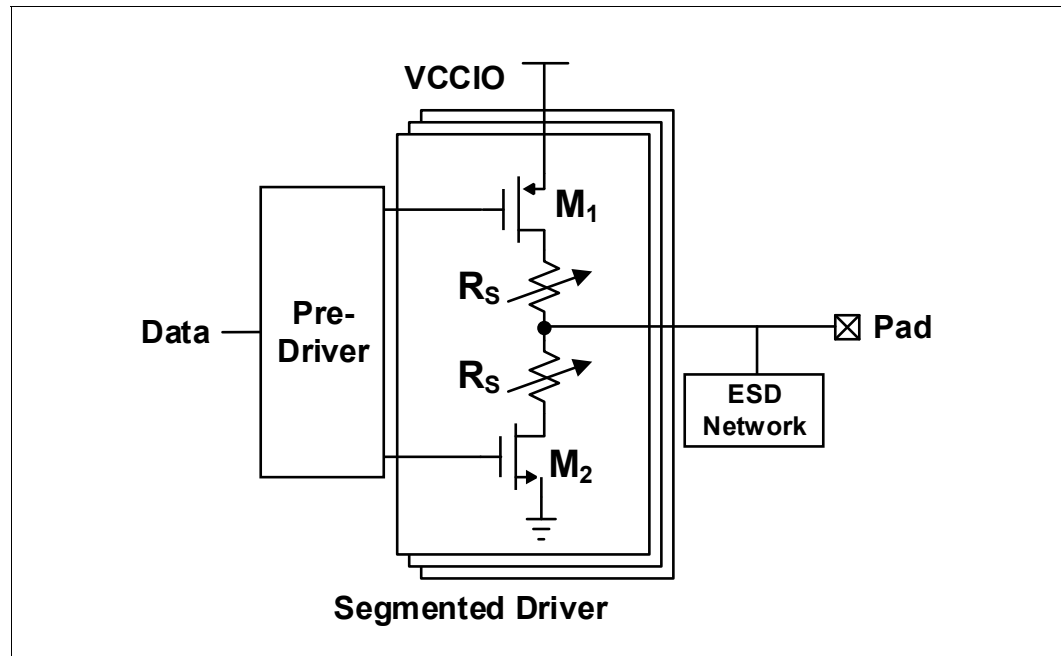 VCCIO
M1
RS
Data
Pre-
Driver
Pad
RS
ESD
Network
M2
Segmented Driver